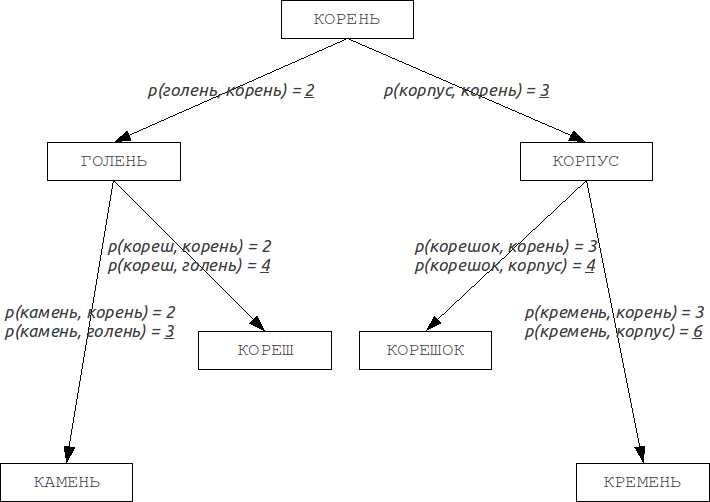 КОРЕНЬ
p(голень, корень) = 2
p(корпус, корень) = 3
ГОЛЕНЬ
КОРПУС
p(кореш, корень) = 2
p(кореш, голень) = 4
p(корешок, корень) = 3
p(корешок, корпус) = 4
p(камень, корень) = 2
p(камень, голень) = 3
p(кремень, корень) = 3
p(кремень, корпус) = 6
КОРЕШ
КОРЕШОК
КАМЕНЬ
КРЕМЕНЬ